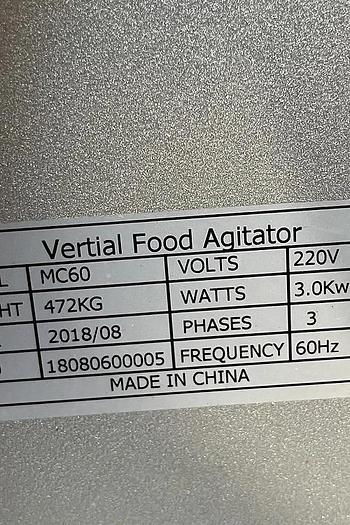 Vertial Food Agitator
L MC60 VOLTS 220V
HT 472KG WATTS 3.0Kw
2018/08 PHASES 3
18080600005 FREQUENCY 60Hz
MADE IN CHINA